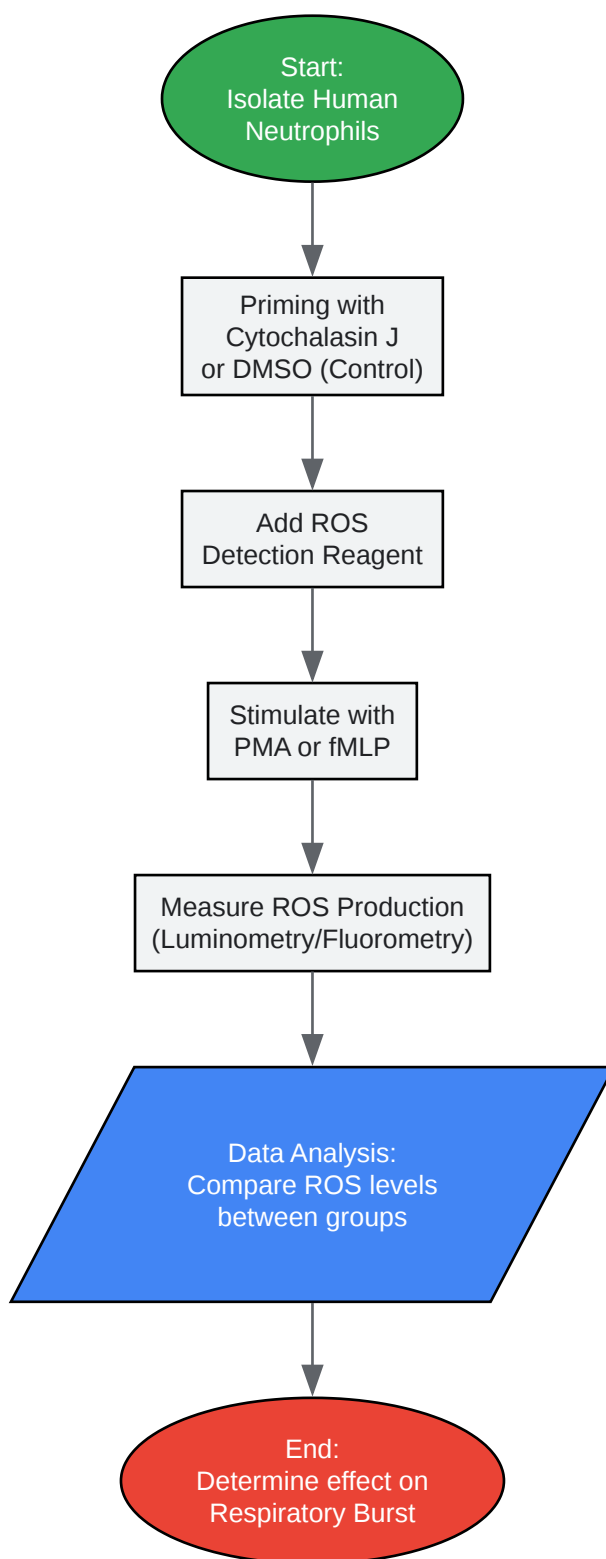 Start:
Isolate Human
Neutrophils
Priming with
Cytochalasin J
or DMSO (Control)
Add ROS
Detection Reagent
Stimulate with
PMA or fMLP
Measure ROS Production
(Luminometry/Fluorometry)
Data Analysis:
Compare ROS levels
between groups
End:
Determine effect on
Respiratory Burst